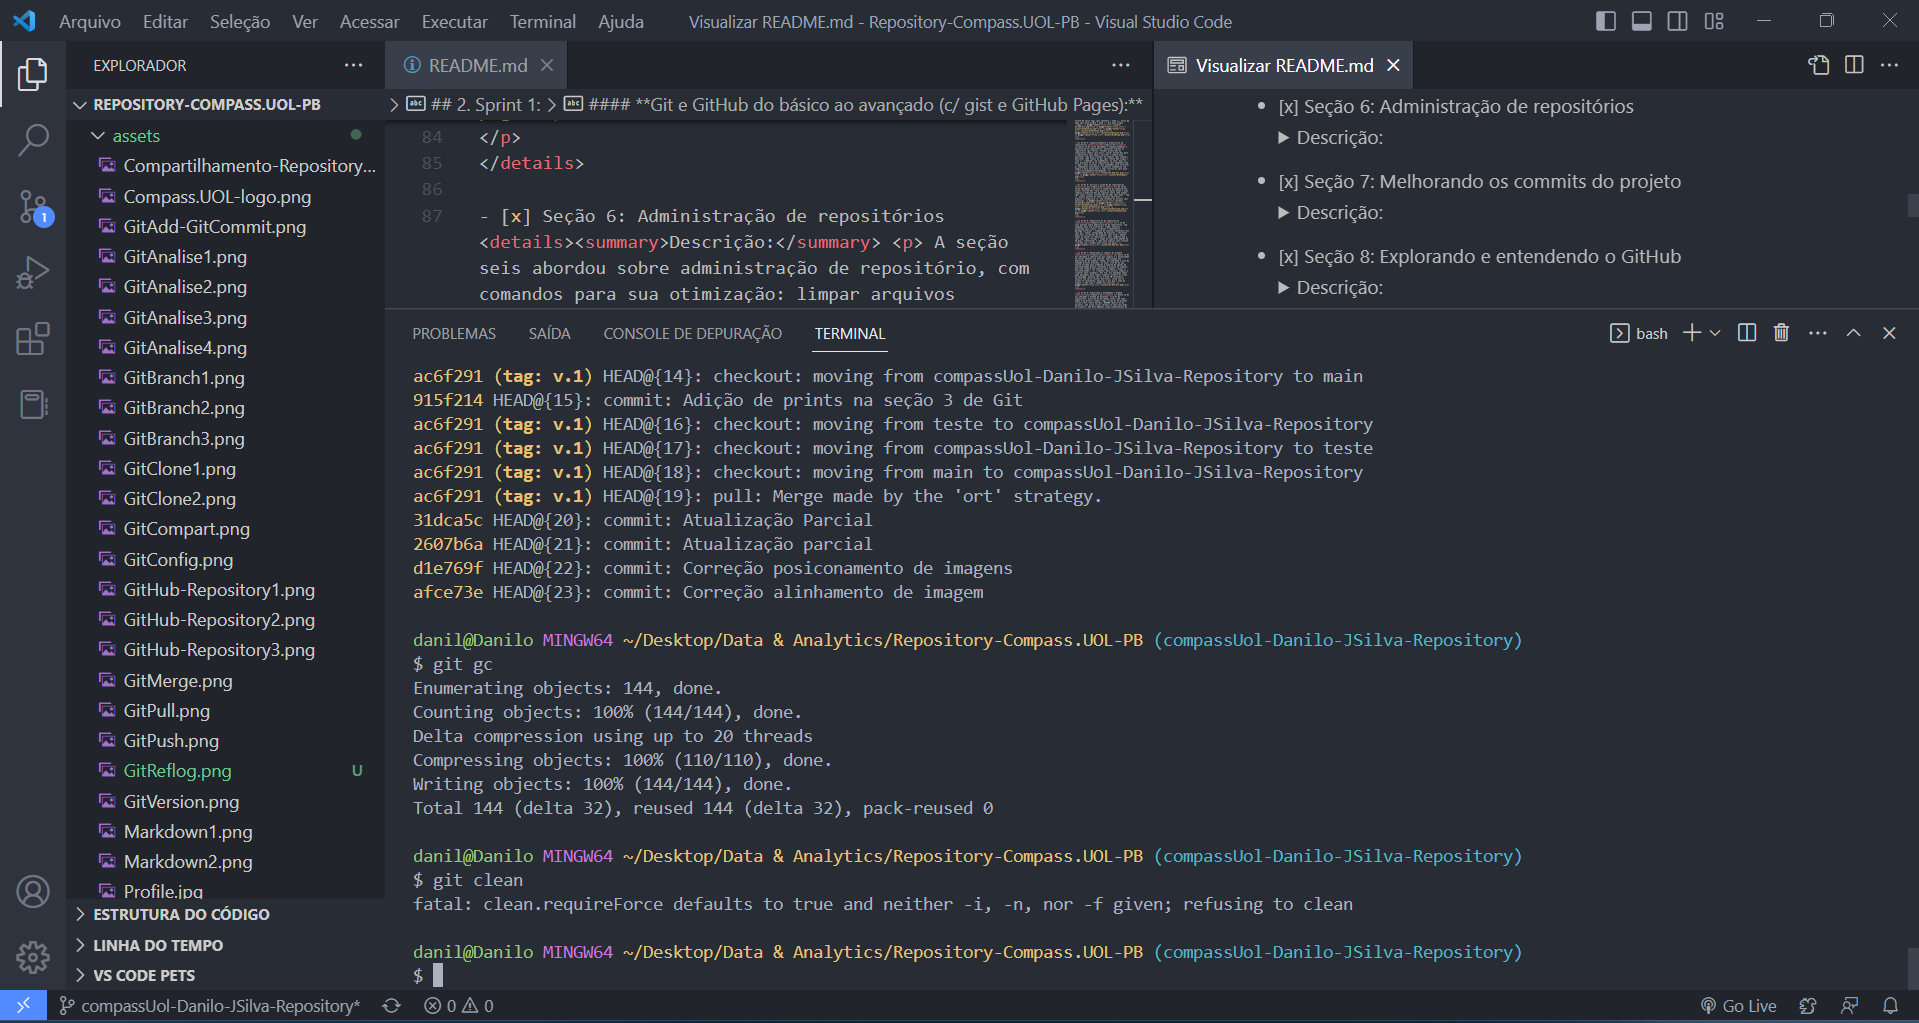 Arquivo Editar Seleção Ver Acessar Executar Terminal Ajuda Visualizar README.md - Repository-Compass.UOL-PB - Visual Studio Code
EXPLORADOR
REPOSITORY-COMPASS.UOL-PB
assets
Compartilhamento-Repository...
Compass.UOL-logo.png
GitAdd-GitCommit.png
GitAnalise1.png
GitAnalise2.png
GitAnalise3.png
GitAnalise4.png
GitBranch1.png
GitBranch2.png
GitBranch3.png
GitClone1.png
GitClone2.png
GitCompart.png
GitConfig.png
GitHub-Repository1.png
GitHub-Repository2.png
GitHub-Repository3.png
GitMerge.png
GitPull.png
GitPush.png
GitReflog.png U
GitVersion.png
Markdown1.png
Markdown2.png
Profile.jpg
ESTRUTURA DO CÓDIGO
LINHA DO TEMPO
VS CODE PETS
1
README.md
## 2. Sprint 1: > #### **Git e GitHub do básico ao avançado (c/ gist e GitHub Pages):**
84 </p>
85 </details>
86
87 - [x] Seção 6: Administração de repositórios
<details><summary>Descrição:</summary> <p> A seção
seis abordou sobre administração de repositório, com
comandos para sua otimização: limpar arquivos
Visualizar README.md
[x] Seção 6: Administração de repositórios
▶ Descrição:
[x] Seção 7: Melhorando os commits do projeto
▶ Descrição:
[x] Seção 8: Explorando e entendendo o GitHub
▶ Descrição:
PROBLEMAS SAÍDA CONSOLE DE DEPURAÇÃO TERMINAL bash
ac6f291 (tag: v.1) HEAD@{14}: checkout: moving from compassUol-Danilo-JSilva-Repository to main
915f214 HEAD@{15}: commit: Adição de prints na seção 3 de Git
ac6f291 (tag: v.1) HEAD@{16}: checkout: moving from teste to compassUol-Danilo-JSilva-Repository
ac6f291 (tag: v.1) HEAD@{17}: checkout: moving from compassUol-Danilo-JSilva-Repository to teste
ac6f291 (tag: v.1) HEAD@{18}: checkout: moving from main to compassUol-Danilo-JSilva-Repository
ac6f291 (tag: v.1) HEAD@{19}: pull: Merge made by the 'ort' strategy.
31dca5c HEAD@{20}: commit: Atualização Parcial
2607b6a HEAD@{21}: commit: Atualização parcial
d1e769f HEAD@{22}: commit: Correção posiconamento de imagens
afce73e HEAD@{23}: commit: Correção alinhamento de imagem
danil@Danilo MINGW64 ~/Desktop/Data & Analytics/Repository-Compass.UOL-PB (compassUol-Danilo-JSilva-Repository)
$ git gc
Enumerating objects: 144, done.
Counting objects: 100% (144/144), done.
Delta compression using up to 20 threads
Compressing objects: 100% (110/110), done.
Writing objects: 100% (144/144), done.
Total 144 (delta 32), reused 144 (delta 32), pack-reused 0
danil@Danilo MINGW64 ~/Desktop/Data & Analytics/Repository-Compass.UOL-PB (compassUol-Danilo-JSilva-Repository)
$ git clean
fatal: clean.requireForce defaults to true and neither -i, -n, nor -f given; refusing to clean
danil@Danilo MINGW64 ~/Desktop/Data & Analytics/Repository-Compass.UOL-PB (compassUol-Danilo-JSilva-Repository)
$
compassUol-Danilo-JSilva-Repository* 0 0 Go Live